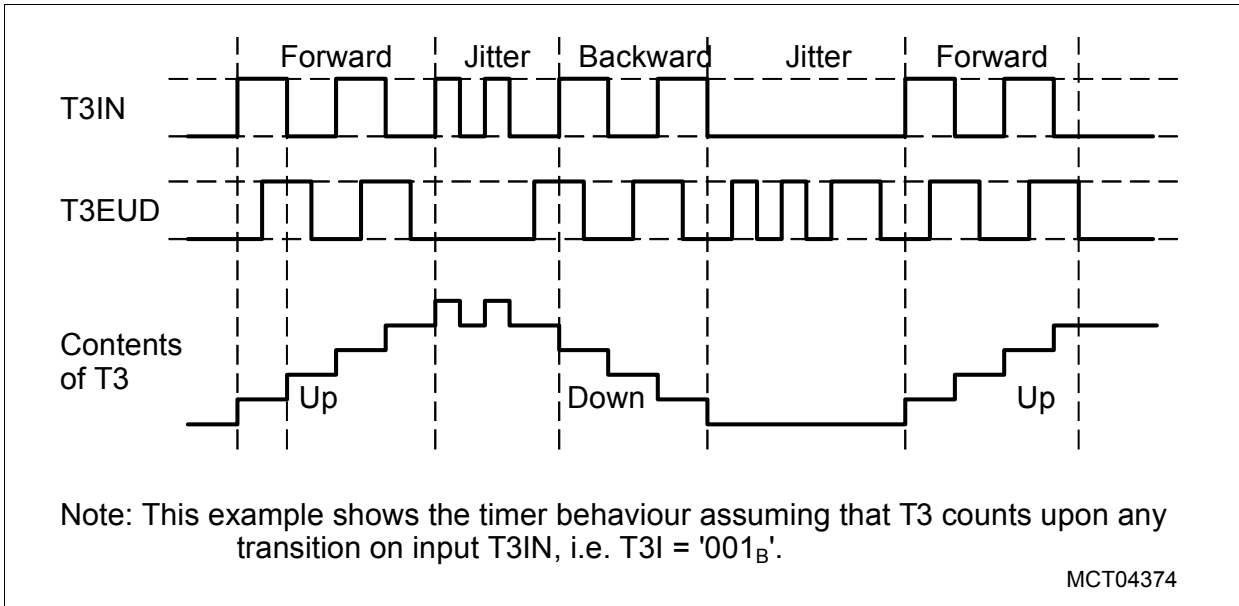 Forward Jitter Backward Jitter Forward
T3IN
T3EUD
Contents
of T3
Up Down Up
Note: This example shows the timer behaviour assuming that T3 counts upon any
transition on input T3IN, i.e. T3I = '001B'.
MCT04374